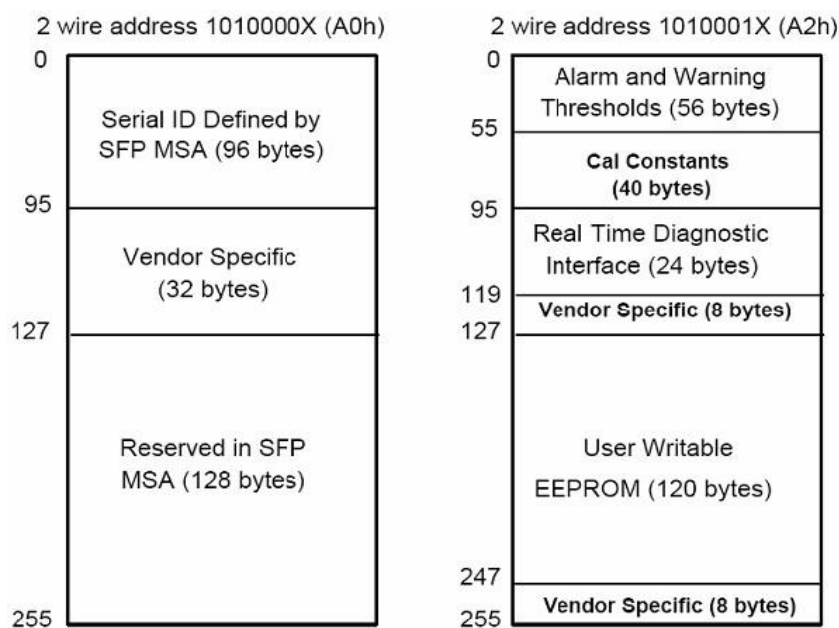 2 wire address 1010000X (A0h)
0
Serial ID Defined by
SFP MSA (96 bytes)
95
Vendor Specific
(32 bytes)
127
Reserved in SFP
MSA (128 bytes)
255
2 wire address 1010001X (A2h)
0
Alarm and Warning
Thresholds (56 bytes)
55
Cal Constants
(40 bytes)
95
Real Time Diagnostic
Interface (24 bytes)
119
Vendor Specific (8 bytes)
127
User Writable
EEPROM (120 bytes)
247
Vendor Specific (8 bytes)
255